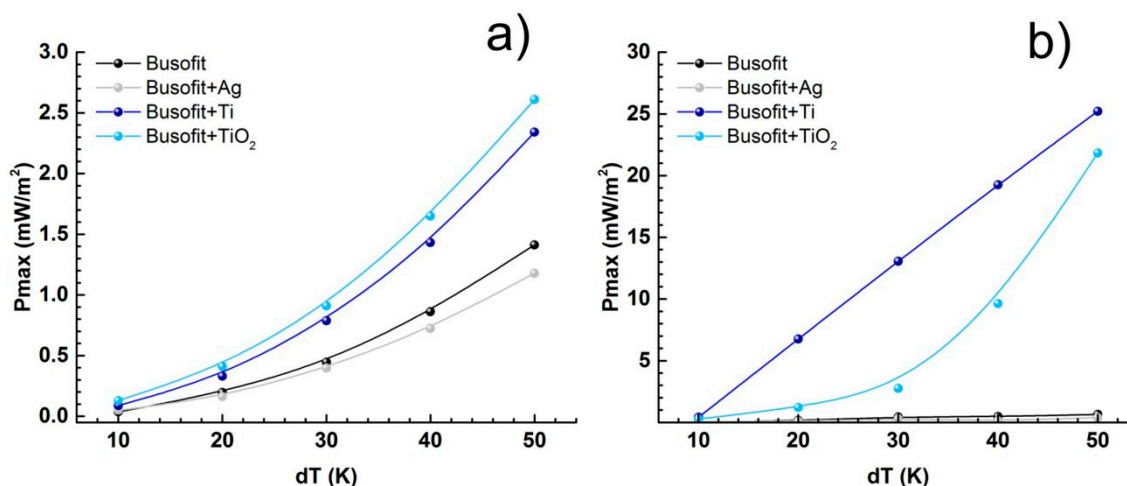 a)
3.0
2.5
2.0
1.5
1.0
0.5
0.0
Pmax (mW/m²)
Busofit
Busofit+Ag
Busofit+Ti
Busofit+TiO₂
10 20 30 40 50
dT (K)
b)
30
25
20
15
10
5
Pmax (mW/m²)
Busofit
Busofit+Ag
Busofit+Ti
Busofit+TiO₂
10 20 30 40 50
dT (K)